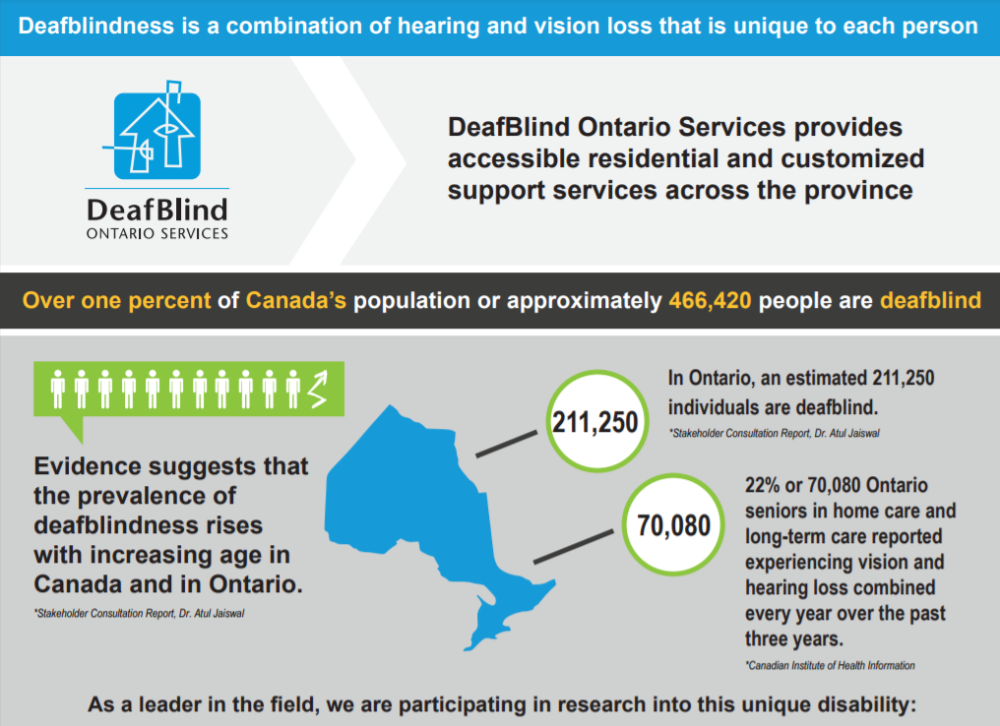 Deafblindness is a combination of hearing and vision loss that is unique to each person
DeafBlind
ONTARIO SERVICES
DeafBlind Ontario Services provides
accessible residential and customized
support services across the province
Over one percent of Canada's population or approximately 466,420 people are deafblind
Evidence suggests that
the prevalence of
deafblindness rises
with increasing age in
Canada and in Ontario.
*Stakeholder Consultation Report, Dr. Atul Jaiswal
211,250
In Ontario, an estimated 211,250
individuals are deafblind.
*Stakeholder Consultation Report, Dr. Atul Jaiswal
70,080
22% or 70,080 Ontario
seniors in home care and
long-term care reported
experiencing vision and
hearing loss combined
every year over the past
three years.
*Canadian Institute of Health Information
As a leader in the field, we are participating in research into this unique disability: